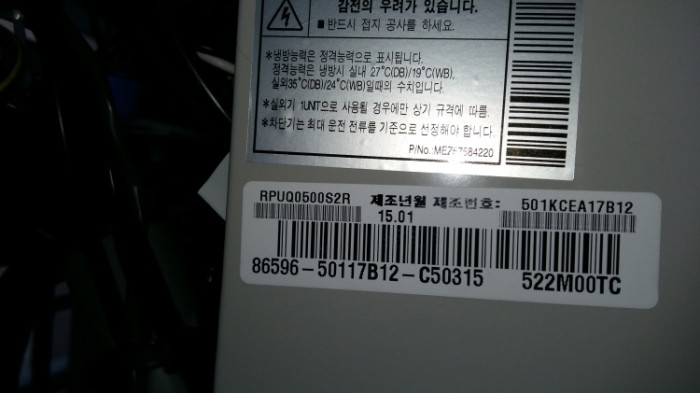 감전의 우려가 있습니다.
■ 반드시 접지 공사를 하세요.
*냉방능력은 정격능력으로 표시됩니다.
정격능력은 냉방시 실내 27℃(DB)/19℃(WB),
실외35℃(DB)/24℃(WB)일때의 수치입니다.
*실외기 1UNIT으로 사용될 경우에만 상기 규격에 따름.
*차단기는 최대 운전 전류를 기준으로 선정해야 합니다.
P/No.: MEZ67584220
RPUQ0500S2R 제조년월 제조번호: 501KCEA17B12
15.01
86596-50117B12-C50315 522M00TC